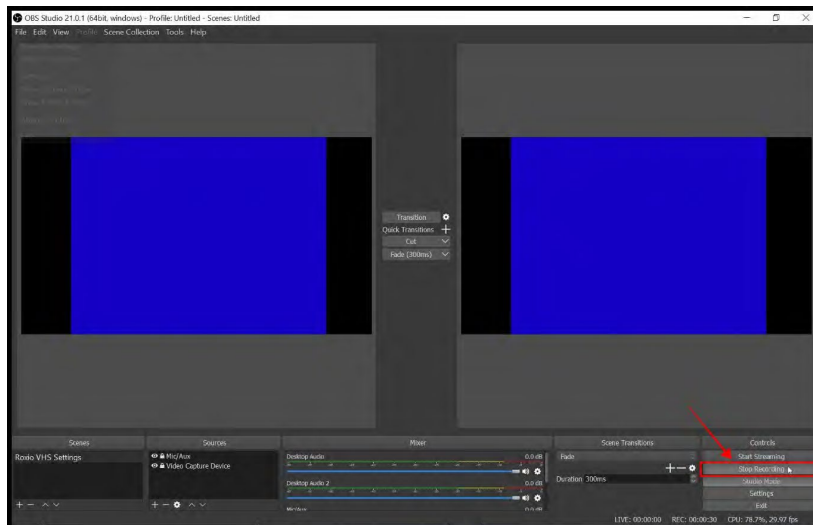 OBS Studio 21.0.1 (64bit, windows) - Profile: Untitled - Scenes: Untitled
File Edit View Profile Scene Collection Tools Help
Transition
Quick Transitions
Cut
Fade (300ms)
Scenes Sources Mixer Scene Transitions Controls
Roxio VHS Settings
Mic/Aux
Video Capture Device
Desktop Audio 0.0 dB
Desktop Audio 2 0.0 dB
Mic/Aux 0.0 dB
Fade
Duration 300ms
Start Streaming
Stop Recording
Studio Mode
Settings
Exit
LIVE: 00:00:00 REC: 00:00:30 CPU: 78.7%, 29.97 fps